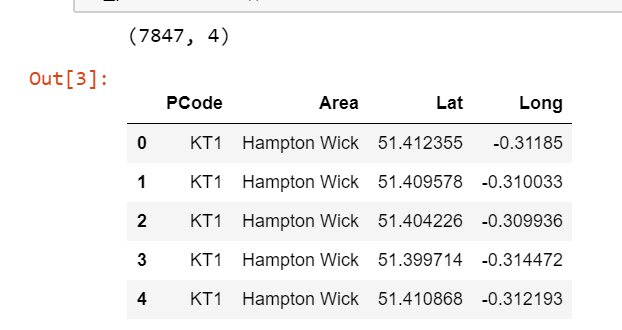 (7847, 4)
Out[3]:
PCode Area Lat Long
0 KT1 Hampton Wick 51.412355 -0.31185
1 KT1 Hampton Wick 51.409578 -0.310033
2 KT1 Hampton Wick 51.404226 -0.309936
3 KT1 Hampton Wick 51.399714 -0.314472
4 KT1 Hampton Wick 51.410868 -0.312193